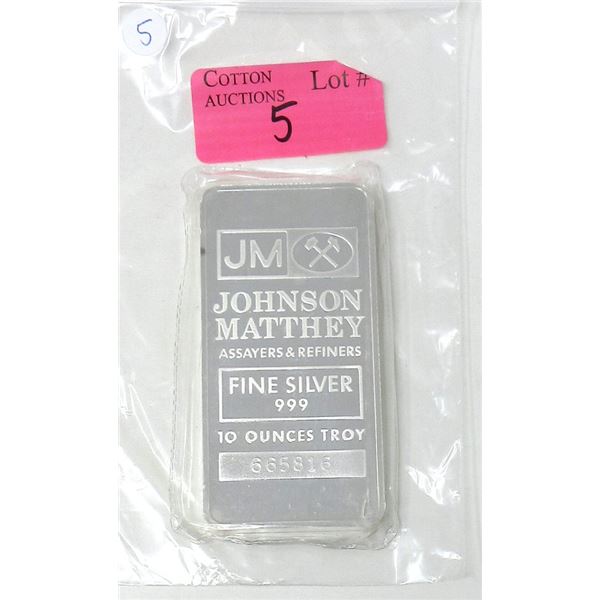 5
COTTON
AUCTIONS
Lot #
5
JM
JOHNSON
MATTHEY
ASSAYERS & REFINERS
FINE SILVER
999
10 OUNCES TROY
665816